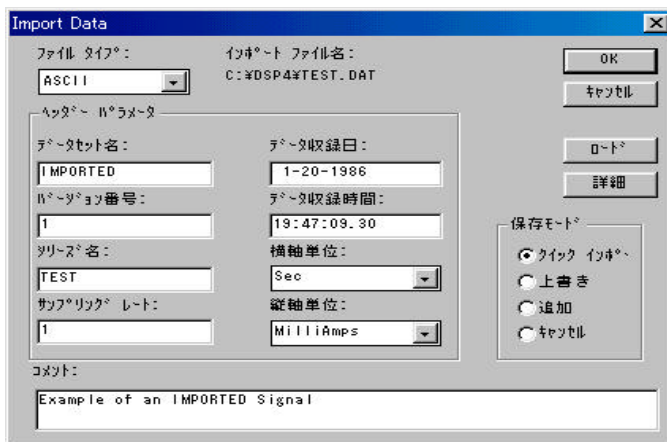 Import Data
ﾌｧｲﾙ ﾀｲﾌﾟ:
ASCII
ｲﾝﾎﾟｰﾄ ﾌｧｲﾙ名:
C:¥DSP4¥TEST.DAT
OK
ｷｬﾝｾﾙ
ﾛｰﾄﾞ
詳細
ﾍｯﾀﾞｰ ﾊﾟﾗﾒｰﾀ
ﾃﾞｰﾀｾｯﾄ名:
IMPORTED
ﾊﾞｰｼﾞｮﾝ番号:
1
ｼﾘｰｽﾞ名:
TEST
ｻﾝﾌﾟﾘﾝｸﾞ ﾚｰﾄ:
1
ﾃﾞｰﾀ収録日:
1-20-1986
ﾃﾞｰﾀ収録時間:
19:47:09.30
横軸単位:
Sec
縦軸単位:
MilliAmps
保存ﾓｰﾄﾞ
ｸｲｯｸ ｲﾝﾎﾟｰ
上書き
追加
ｷｬﾝｾﾙ
ｺﾒﾝﾄ:
Example of an IMPORTED Signal